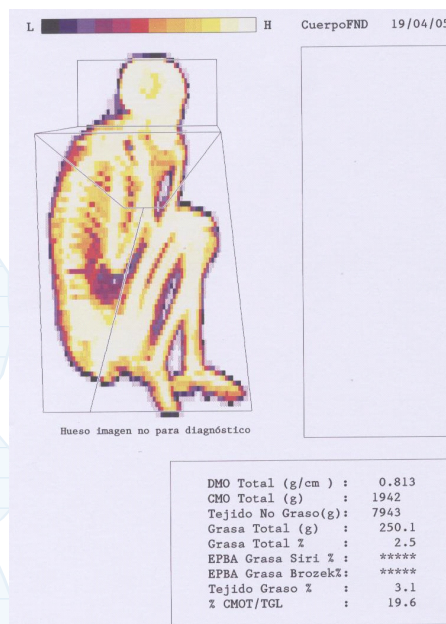 L H CuerpoFND 19/04/05
Hueso imagen no para diagnóstico
DMO Total (g/cm ) : 0.813
CMO Total (g) : 1942
Tejido No Graso(g): 7943
Grasa Total (g) : 250.1
Grasa Total % : 2.5
EPBA Grasa Siri % : *****
EPBA Grasa Brozek%: *****
Tejido Graso % : 3.1
% CMOT/TGL : 19.6